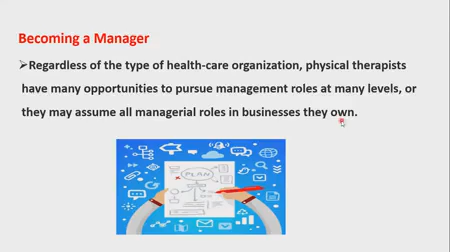 Becoming a Manager
➢Regardless of the type of health-care organization, physical therapists
have many opportunities to pursue management roles at many levels, or
they may assume all managerial roles in businesses they own.
PLAN